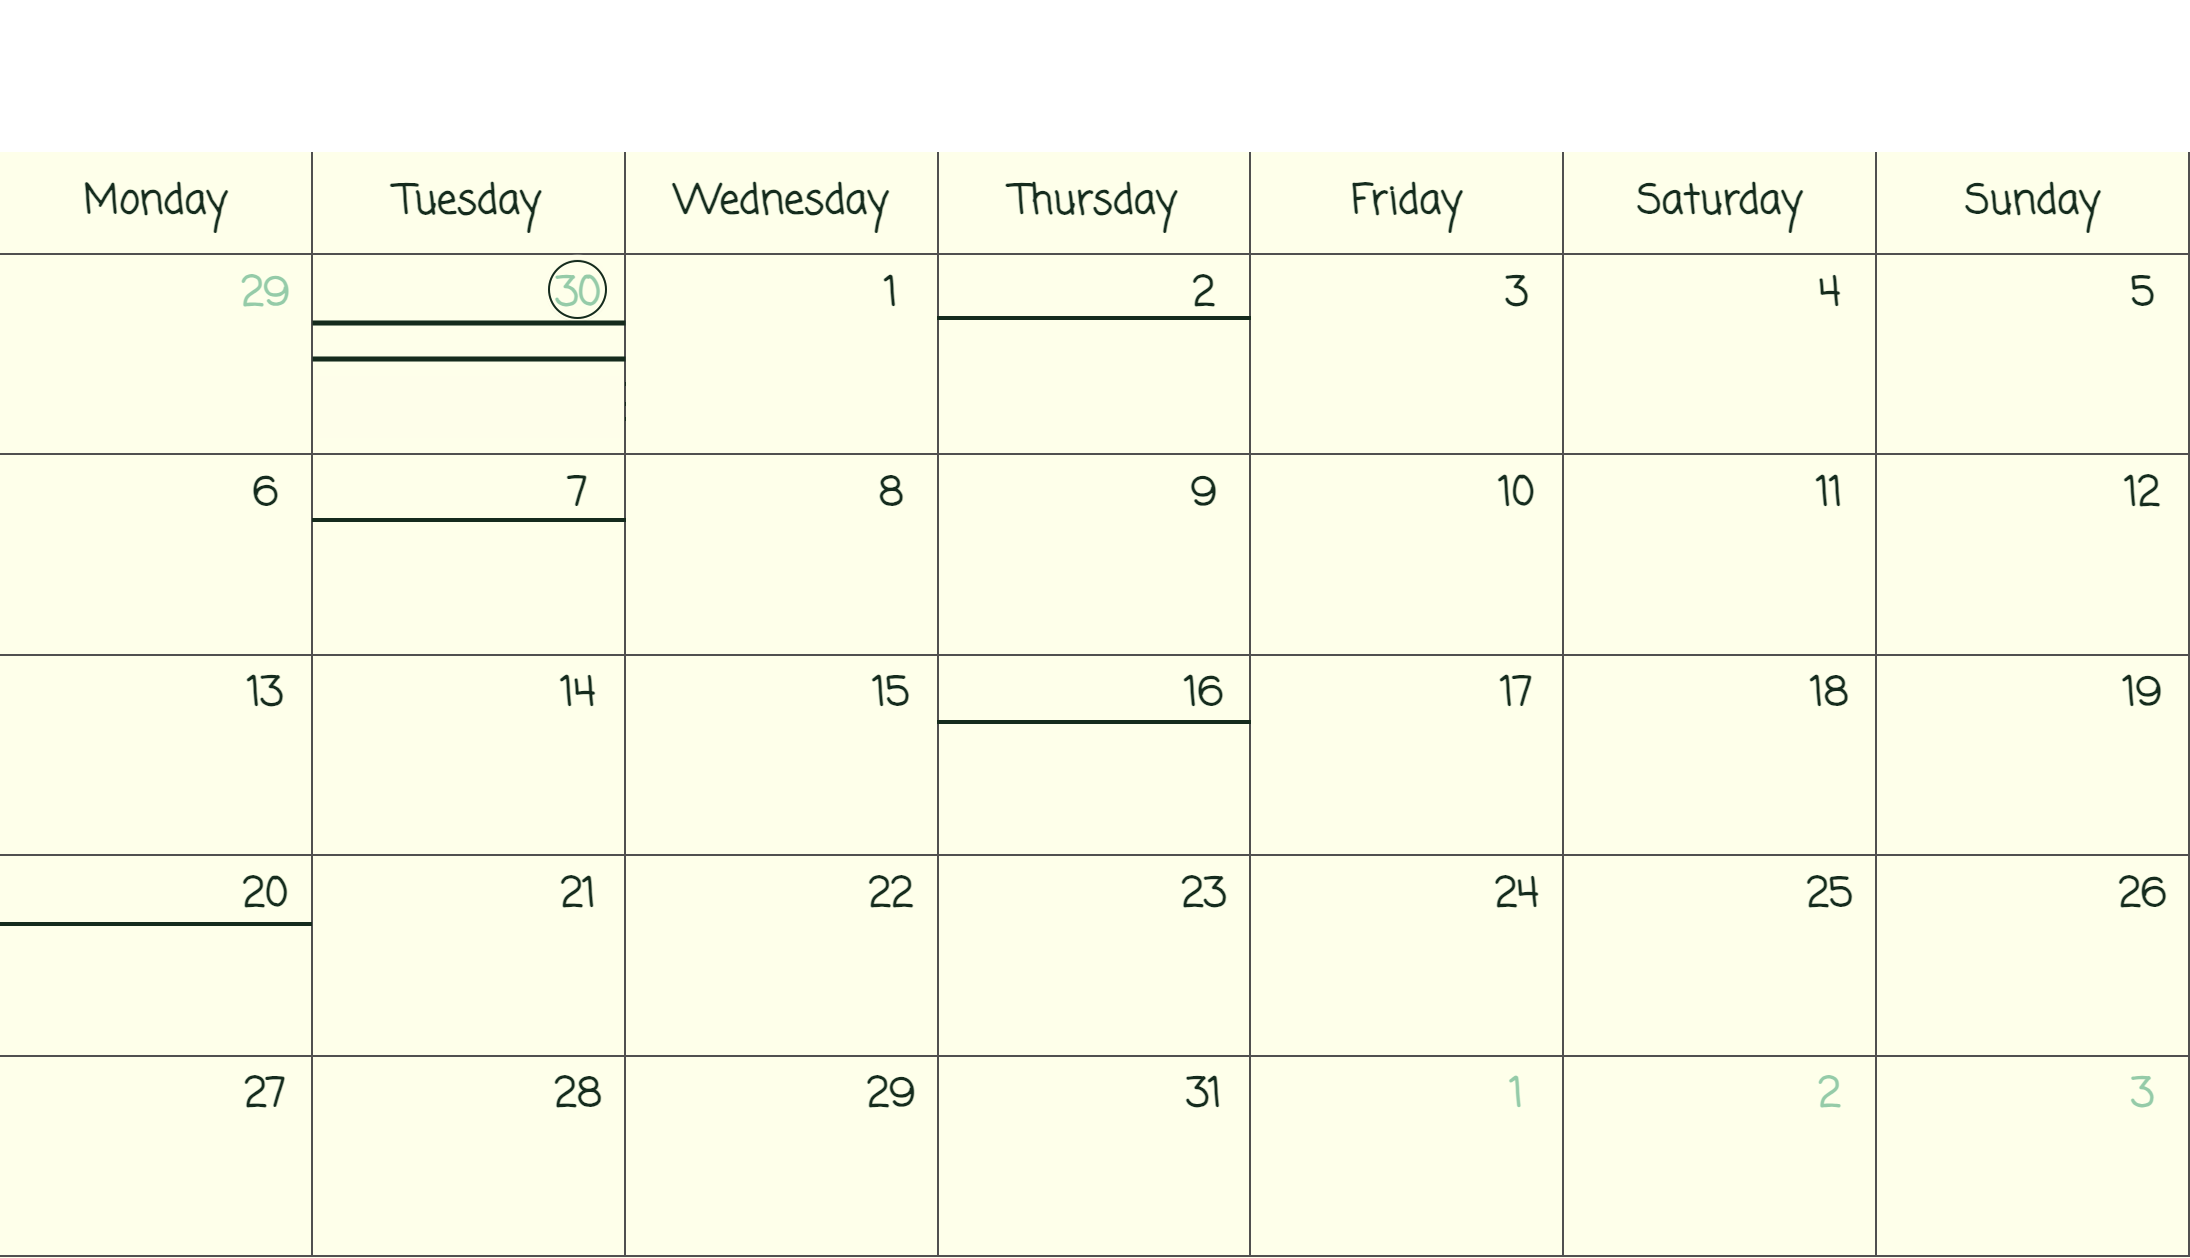 Monday Tuesday Wednesday Thursday Friday Saturday Sunday
29 30 1 2 3 4 5
6 7 8 9 10 11 12
13 14 15 16 17 18 19
20 21 22 23 24 25 26
27 28 29 31 1 2 3